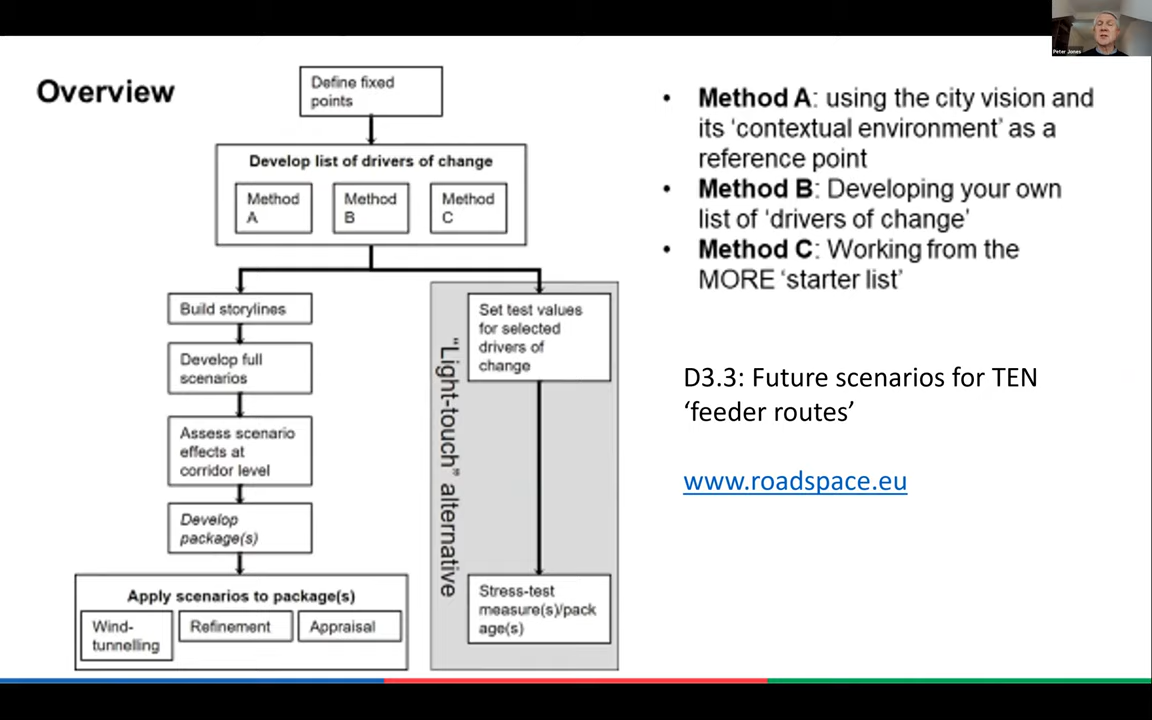 Peter Jones
Overview
Define fixed
points
Develop list of drivers of change
Method
A
Method
B
Method
C
Build storylines
Develop full
scenarios
Assess scenario
effects at
corridor level
Develop
package(s)
Apply scenarios to package(s)
Wind-
tunnelling
Refinement
Appraisal
"Light-touch" alternative
Set test values
for selected
drivers of
change
Stress-test
measure(s)/pack
age(s)
• Method A: using the city vision and
its ‘contextual environment’ as a
reference point
• Method B: Developing your own
list of ‘drivers of change’
• Method C: Working from the
MORE ‘starter list’
D3.3: Future scenarios for TEN
‘feeder routes’
www.roadspace.eu